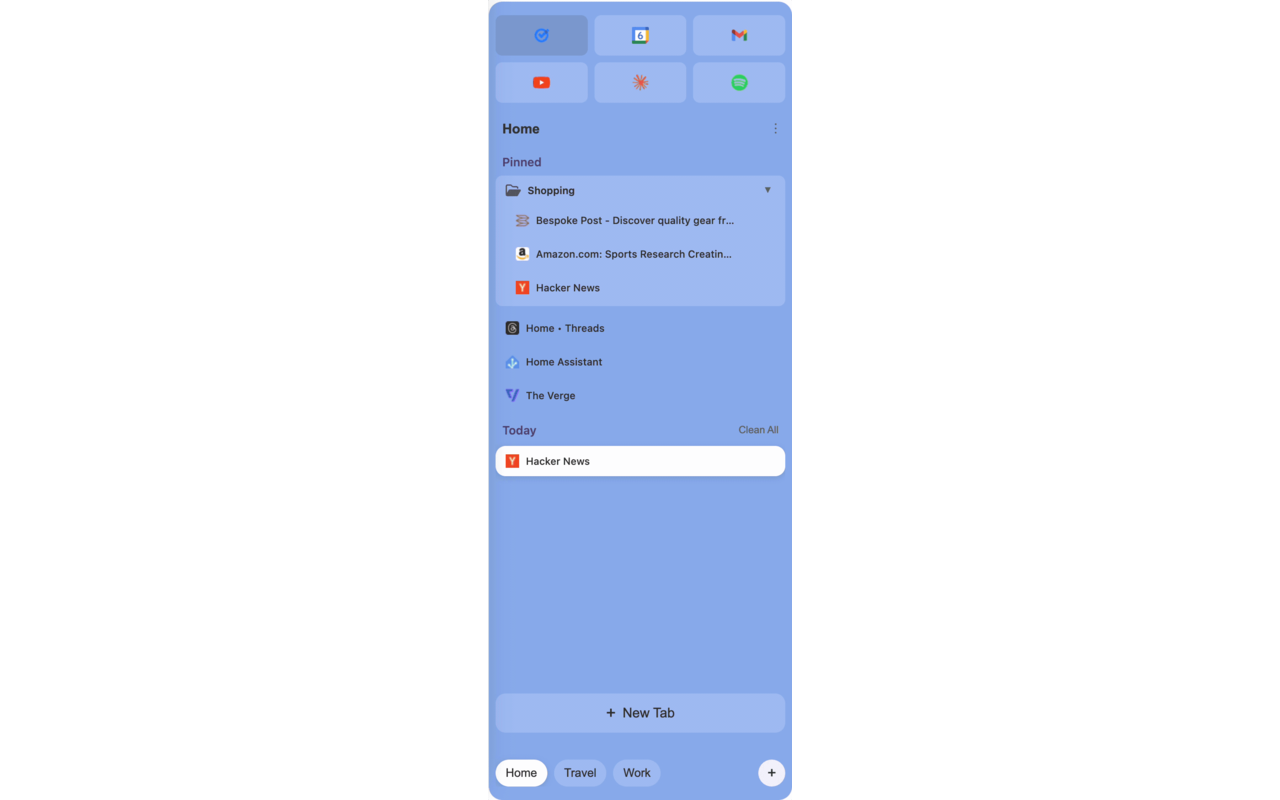 6
Home
Pinned
Shopping
Bespoke Post - Discover quality gear fr...
Amazon.com: Sports Research Creatin...
Hacker News
Home • Threads
Home Assistant
The Verge
Today Clean All
Hacker News
+ New Tab
Home Travel Work +